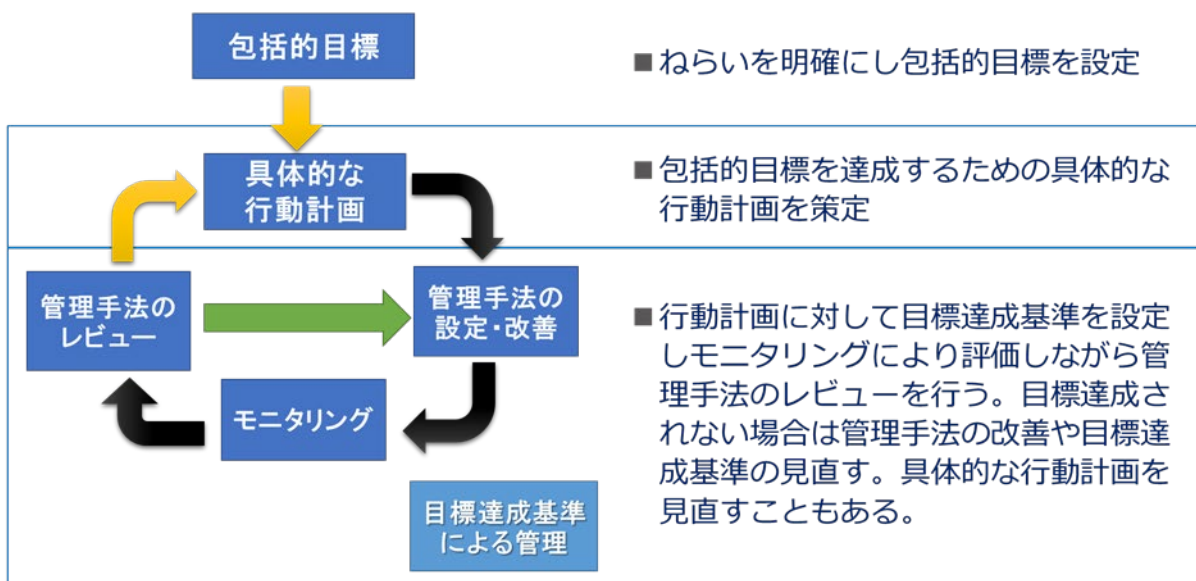 包括的目標
■ ねらいを明確にし包括的目標を設定
具体的な
行動計画
■ 包括的目標を達成するための具体的な
行動計画を策定
管理手法の
レビュー
管理手法の
設定・改善
モニタリング
目標達成基準
による管理
■ 行動計画に対して目標達成基準を設定
しモニタリングにより評価しながら管
理手法のレビューを行う。目標達成さ
れない場合は管理手法の改善や目標達
成基準の見直す。具体的な行動計画を
見直すこともある。